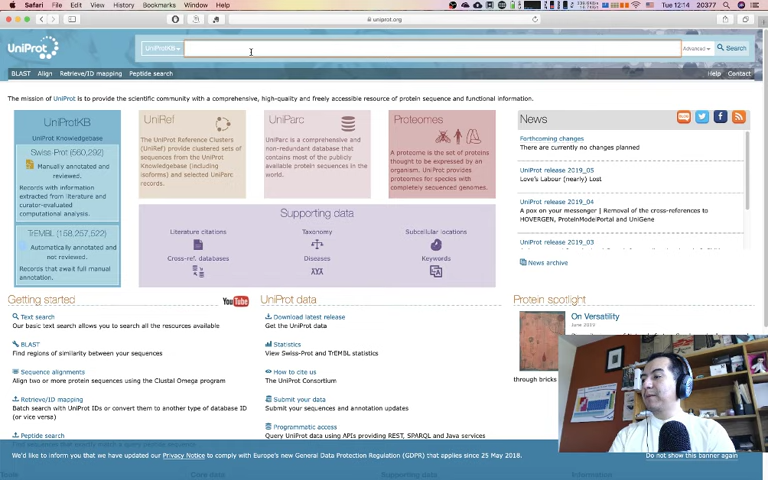 Safari File Edit View History Bookmarks Window Help
Tue 12:14 20377
uniprot.org
UniProt
UniProtKB
Advanced
Search
BLAST Align Retrieve/ID mapping Peptide search
Help Contact
The mission of UniProt is to provide the scientific community with a comprehensive, high-quality and freely accessible resource of protein sequence and functional information.
UniProtKB
UniProt Knowledgebase
Swiss-Prot (560,292)
Manually annotated and
reviewed.
Records with information
extracted from literature and
curator-evaluated
computational analysis.
TrEMBL (158,257,522)
Automatically annotated and
not reviewed.
Records that await full manual
annotation.
UniRef
The UniProt Reference Clusters
(UniRef) provide clustered sets of
sequences from the UniProt
Knowledgebase (including
isoforms) and selected UniParc
records.
UniParc
UniParc is a comprehensive and
non-redundant database that
contains most of the publicly
available protein sequences in the
world.
Proteomes
A proteome is the set of proteins
thought to be expressed by an
organism. UniProt provides
proteomes for species with
completely sequenced genomes.
Supporting data
Literature citations
Taxonomy
Subcellular locations
Cross-ref. databases
Diseases
Keywords
News
Forthcoming changes
There are currently no changes planned
UniProt release 2019_05
Love's Labour (nearly) Lost
UniProt release 2019_04
A pox on your messenger | Removal of the cross-references to
HOVERGEN, ProteinModelPortal and UniGene
UniProt release 2019_03
News archive
Getting started
You Tube
Text search
Our basic text search allows you to search all the resources available
BLAST
Find regions of similarity between your sequences
Sequence alignments
Align two or more protein sequences using the Clustal Omega program
Retrieve/ID mapping
Batch search with UniProt IDs or convert them to another type of database ID
(or vice versa)
Peptide search
UniProt data
Download latest release
Get the UniProt data
Statistics
View Swiss-Prot and TrEMBL statistics
How to cite us
The UniProt Consortium
Submit your data
Submit your sequences and annotation updates
Programmatic access
Query UniProt data using APIs providing REST, SPARQL and Java services
Protein spotlight
On Versatility
June 2019
through bricks
We'd like to inform you that we have updated our Privacy Notice to comply with Europe's new General Data Protection Regulation (GDPR) that applies since 25 May 2018.
Do not show this banner again
Tools
Core data
Supporting data
Information